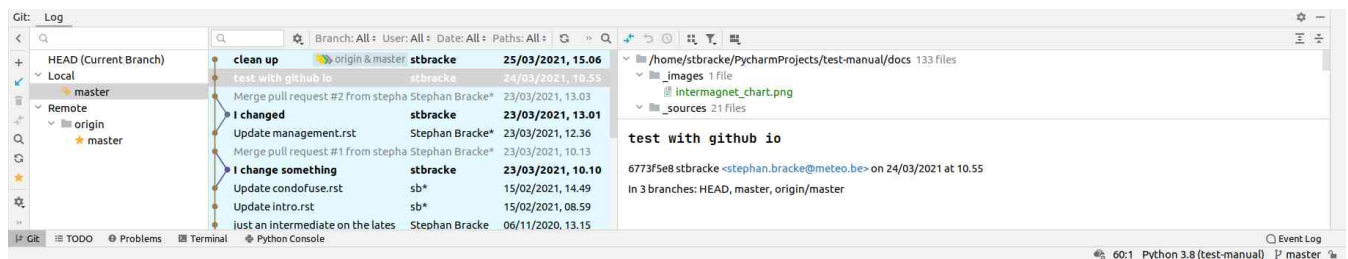 Git: Log
Branch: All User: All Date: All Paths: All
HEAD (Current Branch)
Local
master
Remote
origin
master
clean up origin & master stbracke 25/03/2021, 15.06
test with github io stbracke 24/03/2021, 10.55
Merge pull request #2 from stepha Stephan Bracke* 23/03/2021, 13.03
I changed stbracke 23/03/2021, 13.01
Update management.rst Stephan Bracke* 23/03/2021, 12.36
Merge pull request #1 from stepha Stephan Bracke* 23/03/2021, 10.13
I change something stbracke 23/03/2021, 10.10
Update condofuse.rst sb* 15/02/2021, 14.49
Update intro.rst sb* 15/02/2021, 08.59
just an intermediate on the lates Stephan Bracke 06/11/2020, 13.15
/home/stbracke/PycharmProjects/test-manual/docs 133 files
_images 1 file
intermagnet_chart.png
_sources 21 files
test with github io
6773f5e8 stbracke <stephan.bracke@meteo.be> on 24/03/2021 at 10.55
In 3 branches: HEAD, master, origin/master
Git TODO Problems Terminal Python Console Event Log
60:1 Python 3.8 (test-manual) master